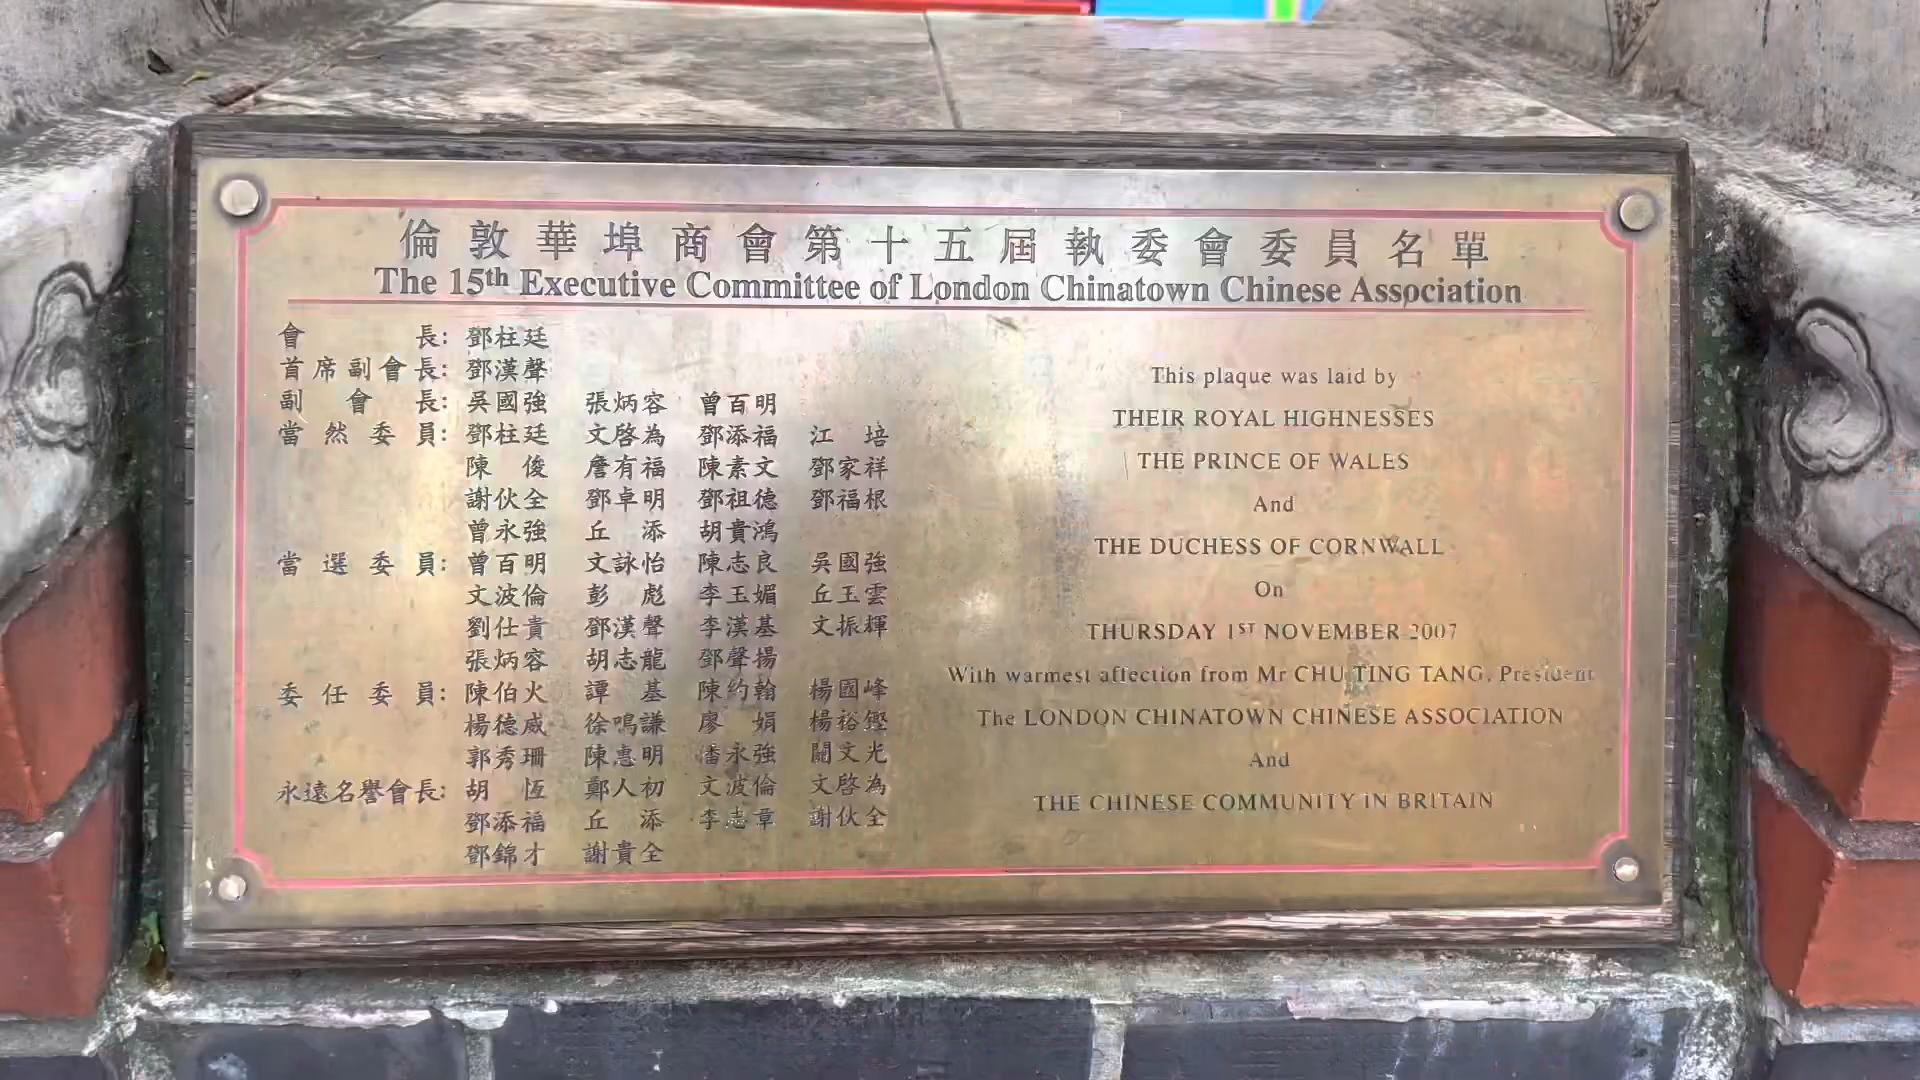 倫敦華埠商會第十五屆執委會委員名單
The 15th Executive Committee of London Chinatown Chinese Association
會長: 鄧柱廷
首席副會長: 鄧漢聲
副會長: 吳國強 張炳容 曾百明
當然委員: 鄧柱廷 文啓為 鄧添福 江培
陳俊 詹有福 陳素文 鄧家祥
謝伙全 鄧卓明 鄧祖德 鄧福根
曾永強 丘添 胡貴鴻
當選委員: 曾百明 文詠怡 陳志良 吳國強
文波倫 彭彪 李玉媚 丘玉雲
劉仕貴 鄧漢聲 李漢基 文振輝
張炳容 胡志龍 鄧聲揚
委任委員: 陳伯火 譚基 陳約翰 楊國峰
楊德威 徐鳴謙 廖娟 楊裕鏗
郭秀珊 陳惠明 潘永強 闞文光
永遠名譽會長: 胡恆 鄭人初 文波倫 文啓為
鄧添福 丘添 李志章 謝伙全
鄧錦才 謝貴全
This plaque was laid by
THEIR ROYAL HIGHNESSES
THE PRINCE OF WALES
And
THE DUCHESS OF CORNWALL
On
THURSDAY 1ST NOVEMBER 2007
With warmest affection from Mr CHU TING TANG, President
The LONDON CHINATOWN CHINESE ASSOCIATION
And
THE CHINESE COMMUNITY IN BRITAIN